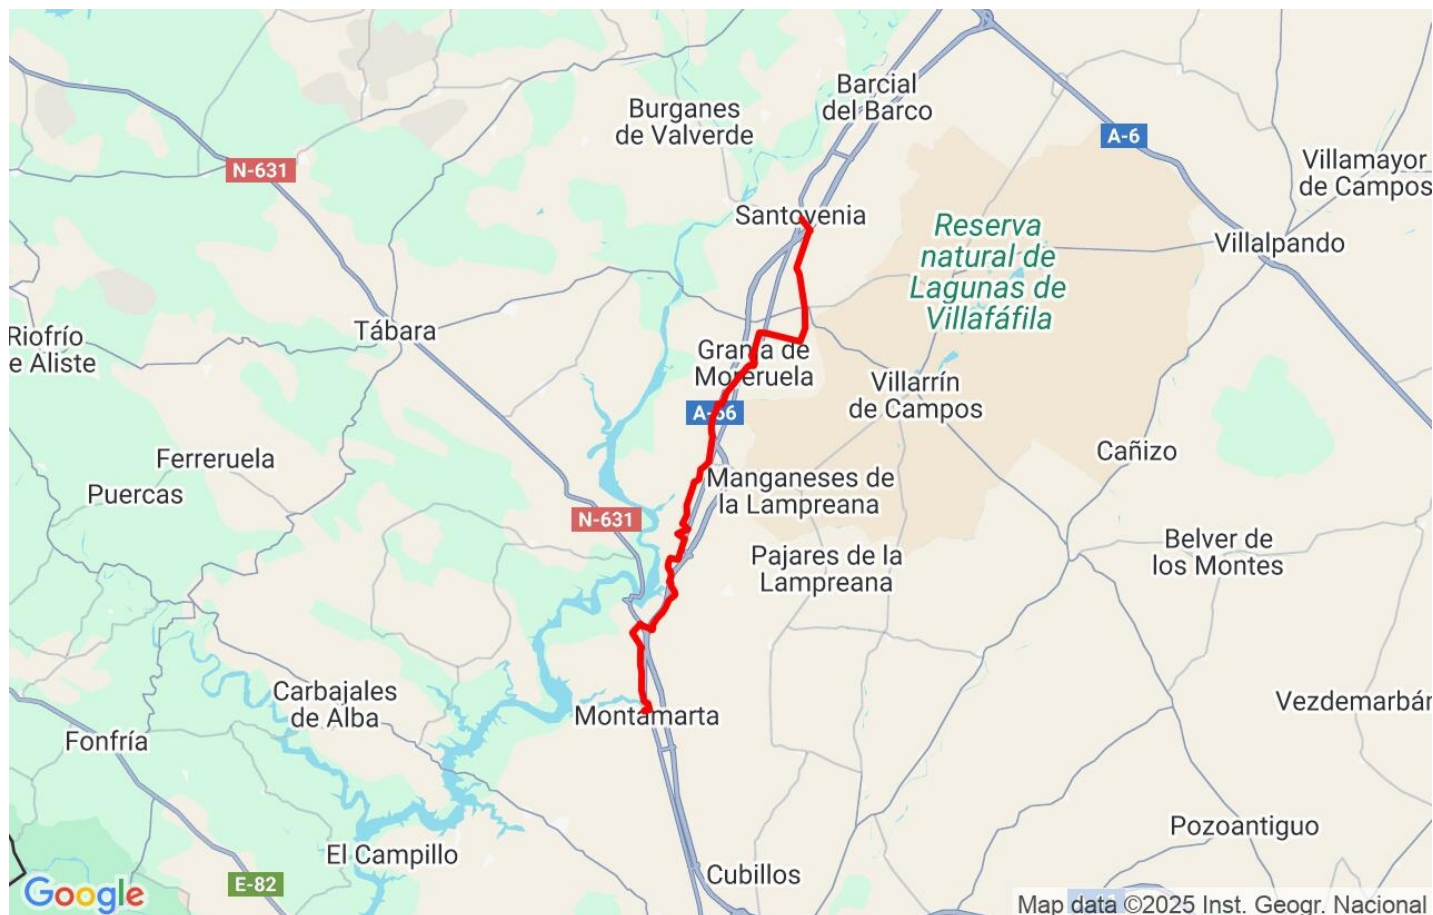 Barcial
del Barco
Burganes
de Valverde
A-6
Villamayor
de Campos
N-631
Santovenia
Reserva
natural de
Lagunas de
Villafáfila
Villalpando
Riofrío
e Aliste
Tábara
Granja de
Moreruela
Villarrín
de Campos
A-66
Cañizo
Ferreruela
Puercas
Manganeses de
la Lampreana
N-631
Belver de
los Montes
Pajares de la
Lampreana
Carbajales
de Alba
Montamarta
Vezdemarbán
Fonfría
Pozoantiguo
El Campillo
Cubillos
E-82
Google
Map data ©2025 Inst. Geogr. Nacional